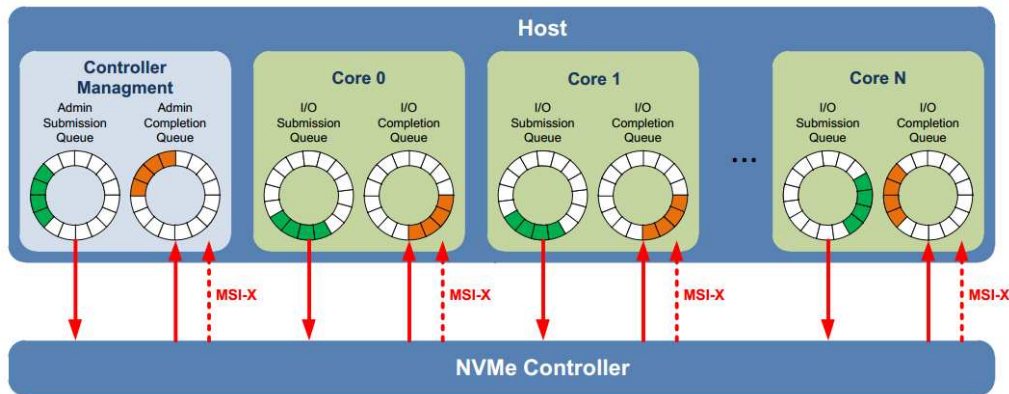 Host
Controller
Managment
Admin
Submission
Queue
Admin
Completion
Queue
Core 0
I/O
Submission
Queue
I/O
Completion
Queue
Core 1
I/O
Submission
Queue
I/O
Completion
Queue
...
Core N
I/O
Submission
Queue
I/O
Completion
Queue
MSI-X
MSI-X
MSI-X
MSI-X
NVMe Controller